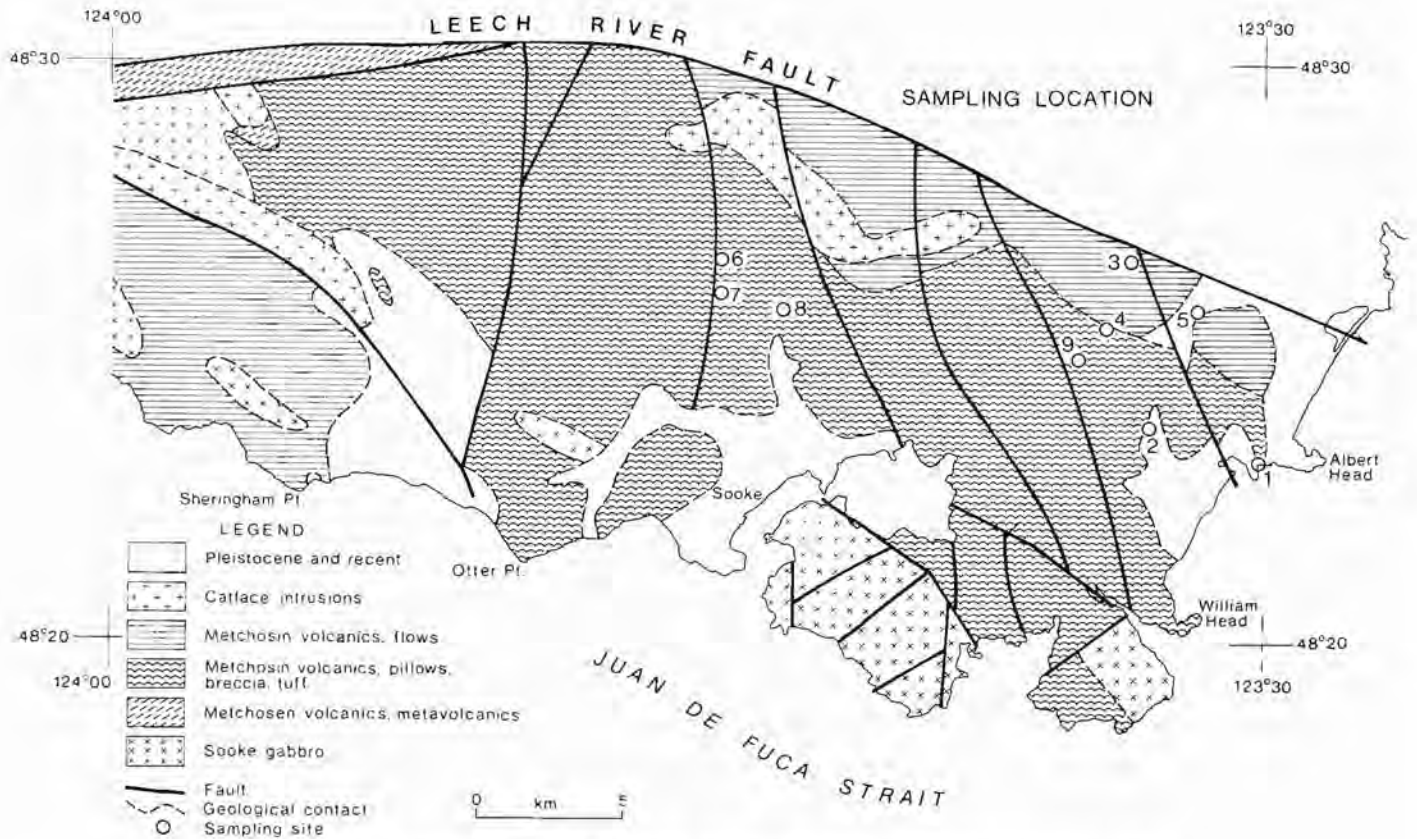 124°00
LEECH RIVER FAULT
123°30
48°30
48°30
SAMPLING LOCATION
6
7
8
3
4
5
9
2
1
Albert
Head
Sooke
Sheringham Pt.
LEGEND
Pleistocene and recent
Catface intrusions
Metchosin volcanics, flows
Metchosin volcanics, pillows,
breccia, tuff
Metchosen volcanics, metavolcanics
Sooke gabbro
Fault
Geological contact
Sampling site
Otter Pt.
William
Head
48°20
48°20
124°00
123°30
JUAN DE FUCA STRAIT
0 km 5